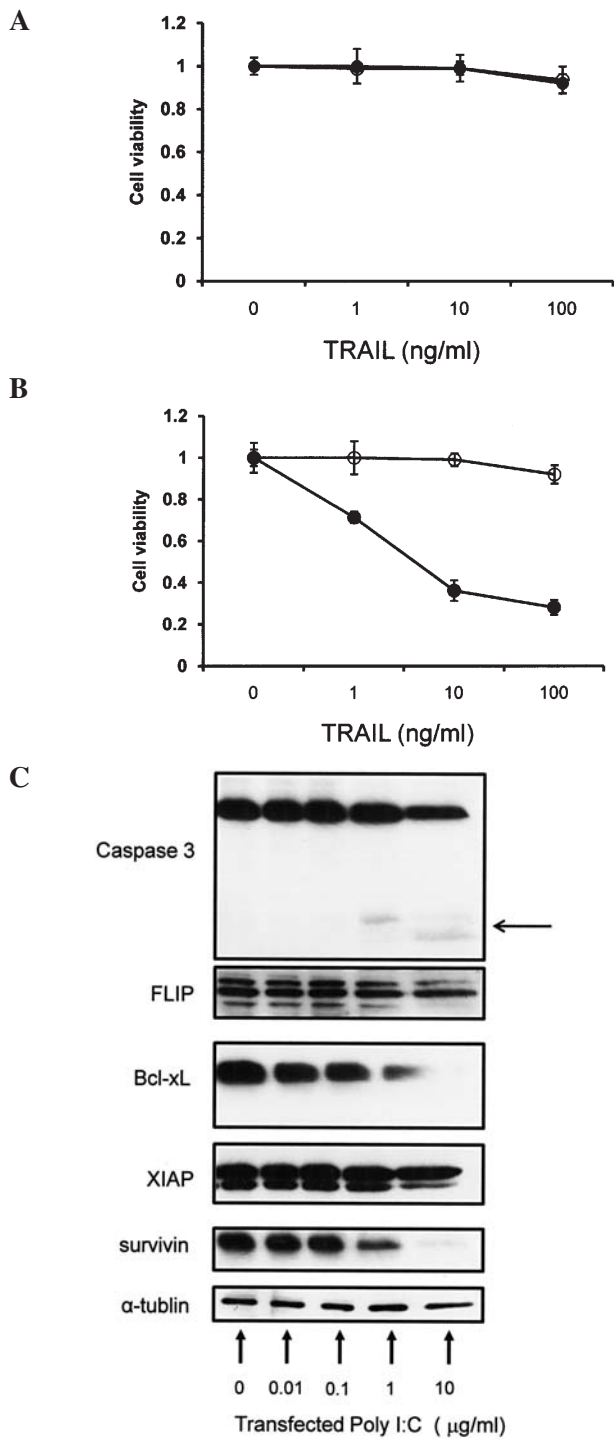 A
Cell viability
1.2
1
0.8
0.6
0.4
0.2
0
0 1 10 100
TRAIL (ng/ml)
B
Cell viability
1.2
1
0.8
0.6
0.4
0.2
0
0 1 10 100
TRAIL (ng/ml)
C
Caspase 3
FLIP
Bcl-xL
XIAP
survivin
α-tublin
0 0.01 0.1 1 10
Transfected Poly I:C ( μg/ml)